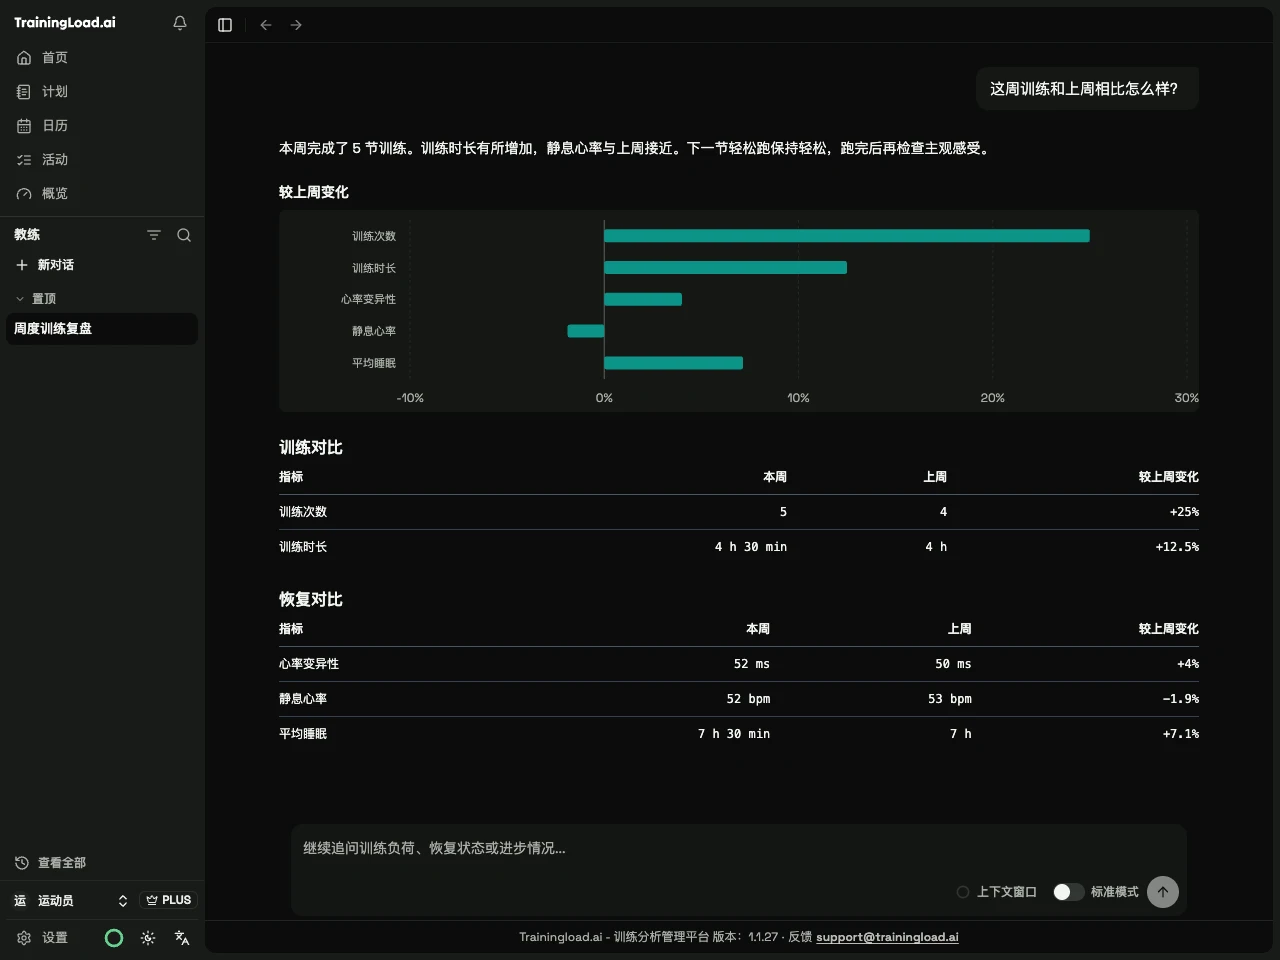 TrainingLoad.ai
首页
计划
日历
活动
概览
教练
新对话
置顶
周度训练复盘
查看全部
运 运动员 PLUS
设置
这周训练和上周相比怎么样?
本周完成了 5 节训练。训练时长有所增加，静息心率与上周接近。下一节轻松跑保持轻松，跑完后再检查主观感受。
较上周变化
训练次数
训练时长
心率变异性
静息心率
平均睡眠
-10% 0% 10% 20% 30%
训练对比
指标 本周 上周 较上周变化
训练次数 5 4 +25%
训练时长 4 h 30 min 4 h +12.5%
恢复对比
指标 本周 上周 较上周变化
心率变异性 52 ms 50 ms +4%
静息心率 52 bpm 53 bpm −1.9%
平均睡眠 7 h 30 min 7 h +7.1%
继续追问训练负荷、恢复状态或进步情况...
上下文窗口 标准模式
Trainingload.ai - 训练分析管理平台 版本：1.1.27 · 反馈 support@trainingload.ai